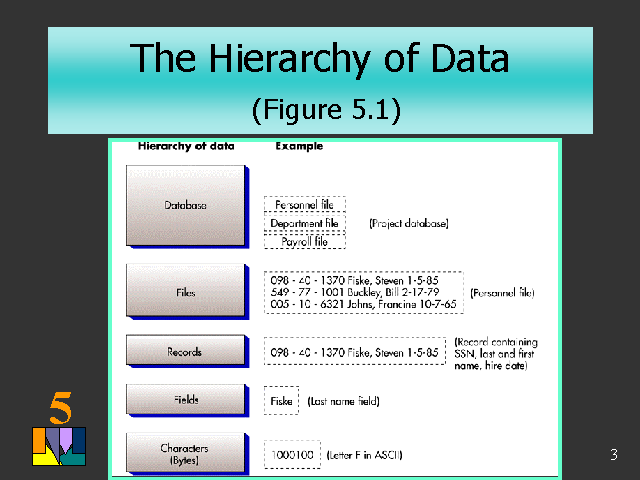 The Hierarchy of Data
(Figure 5.1)
Hierarchy of data Example
Database
Personnel file
Department file
Payroll file
(Project database)
Files
098 - 40 - 1370 Fiske, Steven 1-5-85
549 - 77 - 1001 Buckley, Bill 2-17-79
005 - 10 - 6321 Johns, Francine 10-7-65
(Personnel file)
Records
098 - 40 - 1370 Fiske, Steven 1-5-85
(Record containing
SSN, last and first
name, hire date)
Fields
Fiske
(Last name field)
Characters
(Bytes)
1000100
(Letter F in ASCII)
5
3